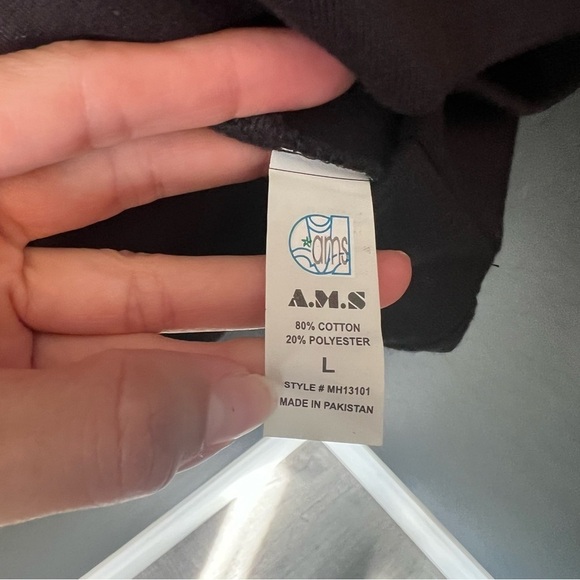 ams
A.M.S
80% COTTON
20% POLYESTER
L
STYLE # MH13101
MADE IN PAKISTAN